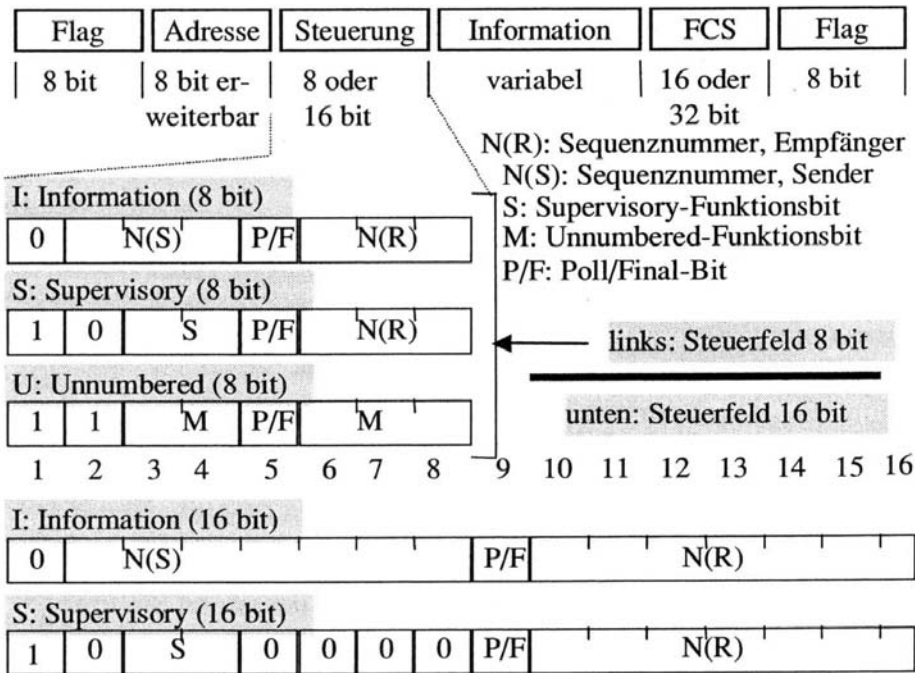 Flag Adresse Steuerung Information FCS Flag
8 bit 8 bit er- 8 oder variabel 16 oder 8 bit
weiterbar 16 bit 32 bit
N(R): Sequenznummer, Empfänger
N(S): Sequenznummer, Sender
S: Supervisory-Funktionsbit
M: Unnumbered-Funktionsbit
P/F: Poll/Final-Bit
I: Information (8 bit)
0 N(S) P/F N(R)
S: Supervisory (8 bit)
1 0 S P/F N(R)
links: Steuerfeld 8 bit
U: Unnumbered (8 bit)
1 1 M P/F M
unten: Steuerfeld 16 bit
1 2 3 4 5 6 7 8 9 10 11 12 13 14 15 16
I: Information (16 bit)
0 N(S) P/F N(R)
S: Supervisory (16 bit)
1 0 S 0 0 0 0 P/F N(R)